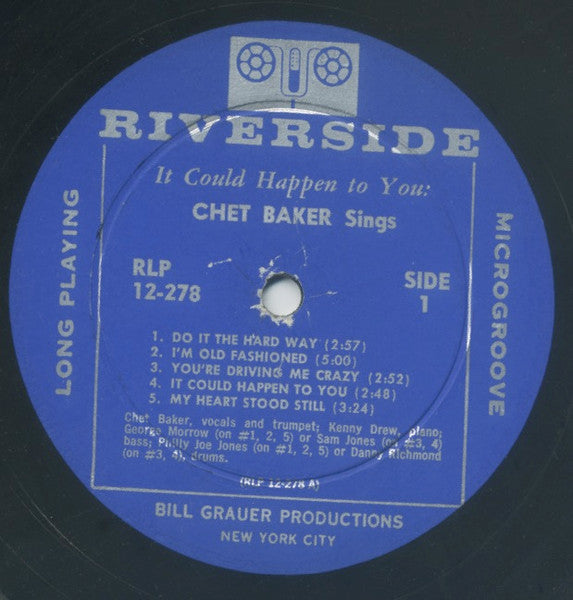 RIVERSIDE
It Could Happen to You:
CHET BAKER Sings
RLP
12-278
SIDE
1
LONG PLAYING
MICROGROOVE
1. DO IT THE HARD WAY (2:57)
2. I'M OLD FASHIONED (5:00)
3. YOU'RE DRIVING ME CRAZY (2:52)
4. IT COULD HAPPEN TO YOU (2:48)
5. MY HEART STOOD STILL (3:24)
Chet Baker, vocals and trumpet; Kenny Drew, piano;
George Morrow (on #1, 2, 5) or Sam Jones (on #3, 4)
bass; Philly Joe Jones (on #1, 2, 5) or Danny Richmond
(on #3, 4), drums.
(RLP 12-278 A)
BILL GRAUER PRODUCTIONS
NEW YORK CITY